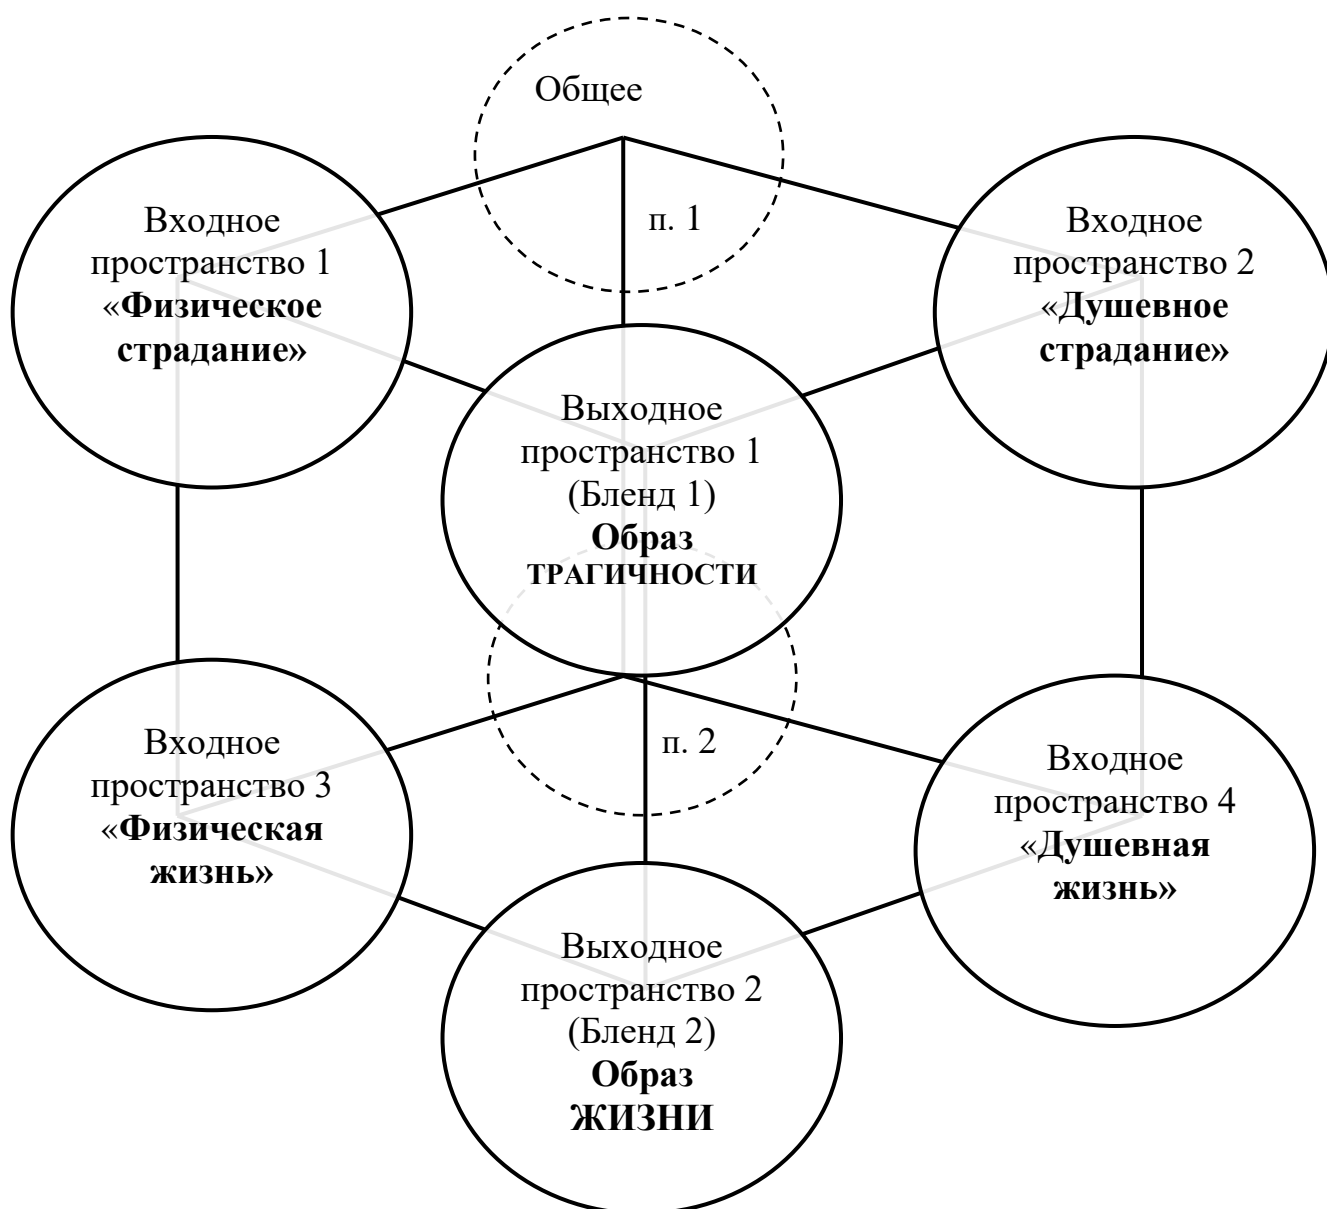 Общее
п. 1
Входное
пространство 1
«Физическое
страдание»
Входное
пространство 2
«Душевное
страдание»
Выходное
пространство 1
(Бленд 1)
Образ
ТРАГИЧНОСТИ
п. 2
Входное
пространство 3
«Физическая
жизнь»
Входное
пространство 4
«Душевная
жизнь»
Выходное
пространство 2
(Бленд 2)
Образ
ЖИЗНИ